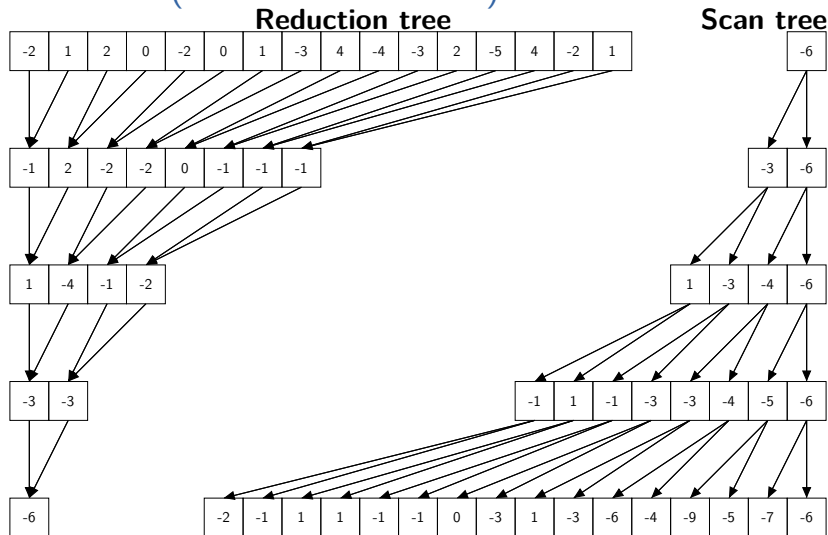 Reduction tree Scan tree
-2 1 2 0 -2 0 1 -3 4 -4 -3 2 -5 4 -2 1 -6
-1 2 -2 -2 0 -1 -1 -1 -3 -6
1 -4 -1 -2 1 -3 -4 -6
-3 -3 -1 1 -1 -3 -3 -4 -5 -6
-6 -2 -1 1 1 -1 -1 0 -3 1 -3 -6 -4 -9 -5 -7 -6